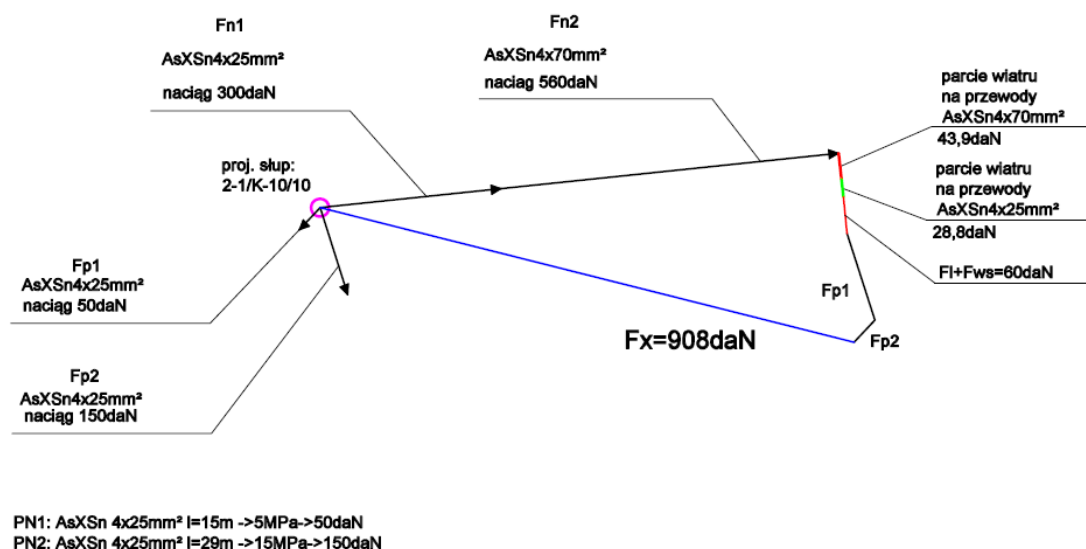 Fn1
AsXSn4x25mm²
naciąg 300daN
Fn2
AsXSn4x70mm²
naciąg 560daN
parcie wiatru
na przewody
AsXSn4x70mm²
43,9daN
parcie wiatru
na przewody
AsXSn4x25mm²
28,8daN
Fl+Fws=60daN
proj. słup:
2-1/K-10/10
Fp1
AsXSn4x25mm²
naciąg 50daN
Fp1
Fp2
Fx=908daN
Fp2
AsXSn4x25mm²
naciąg 150daN
PN1: AsXSn 4x25mm² l=15m ->5MPa->50daN
PN2: AsXSn 4x25mm² l=29m ->15MPa->150daN